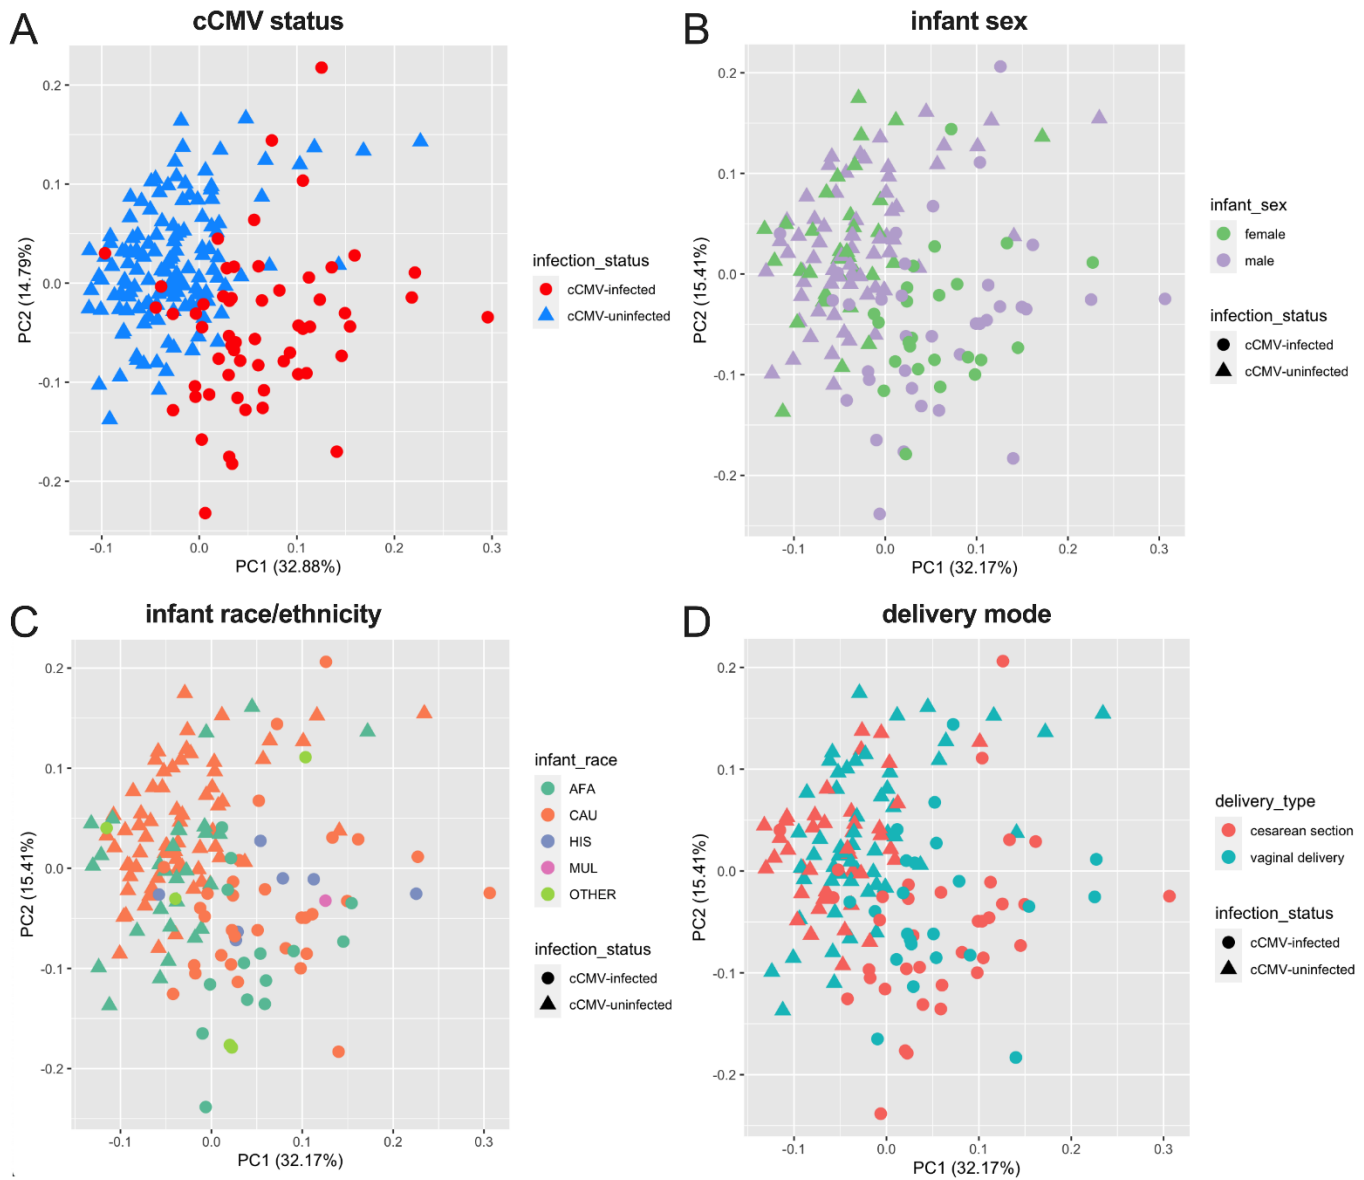 A
cCMV status
0.2
0.1
0.0
-0.1
-0.2
PC2 (14.79%)
-0.1
0.0
0.1
0.2
0.3
PC1 (32.88%)
infection_status
cCMV-infected
cCMV-uninfected
B
infant sex
0.2
0.1
0.0
-0.1
-0.2
PC2 (15.41%)
-0.1
0.0
0.1
0.2
0.3
PC1 (32.17%)
infant_sex
female
male
infection_status
cCMV-infected
cCMV-uninfected
C
infant race/ethnicity
0.2
0.1
0.0
-0.1
-0.2
PC2 (15.41%)
-0.1
0.0
0.1
0.2
0.3
PC1 (32.17%)
infant_race
AFA
CAU
HIS
MUL
OTHER
infection_status
cCMV-infected
cCMV-uninfected
D
delivery mode
0.2
0.1
0.0
-0.1
-0.2
PC2 (15.41%)
-0.1
0.0
0.1
0.2
0.3
PC1 (32.17%)
delivery_type
cesarean section
vaginal delivery
infection_status
cCMV-infected
cCMV-uninfected